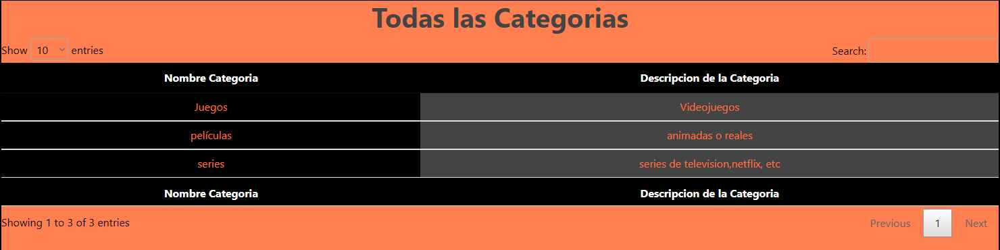 Todas las Categorias
Show 10 entries Search:
Nombre Categoria Descripcion de la Categoria
Juegos Videojuegos
películas animadas o reales
series series de television,netflix, etc
Nombre Categoria Descripcion de la Categoria
Showing 1 to 3 of 3 entries Previous 1 Next